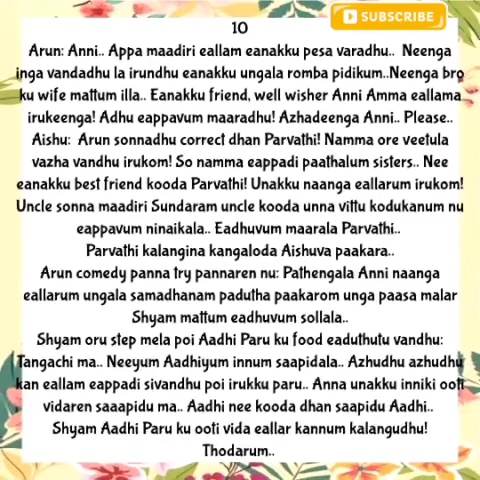 SUBSCRIBE
10
Arun: Anni.. Appa maadiri eallam eanakku pesa varadhu.. Neenga
inga vandadhu la irundhu eanakku ungala romba pidikum..Neenga bro
ku wife mattum illa.. Eanakku friend, well wisher Anni Amma eallama
irukeenga! Adhu eappavum maaradhu! Azhadeenga Anni.. Please..
Aishu: Arun sonnadhu correct dhan Parvathi! Namma ore veetula
vazha vandhu irukom! So namma eappadi paathalum sisters.. Nee
eanakku best friend kooda Parvathi! Unakku naanga eallarum irukom!
Uncle sonna maadiri Sundaram uncle kooda unna vittu kodukanum nu
eappavum ninaikala.. Eadhuvum maarala Parvathi..
Parvathi kalangina kangaloda Aishuva paakara..
Arun comedy panna try pannaren nu: Pathengala Anni naanga
eallarum ungala samadhanam padutha paakarom unga paasa malar
Shyam mattum eadhuvum sollala..
Shyam oru step mela poi Aadhi Paru ku food eaduthutu vandhu:
Tangachi ma.. Neeyum Aadhiyum innum saapidala.. Azhudhu azhudhu
kan eallam eappadi sivandhu poi irukku paru.. Anna unakku inniki ooti
vidaren saaapidu ma.. Aadhi nee kooda dhan saapidu Aadhi..
Shyam Aadhi Paru ku ooti vida eallar kannum kalangudhu!
Thodarum..